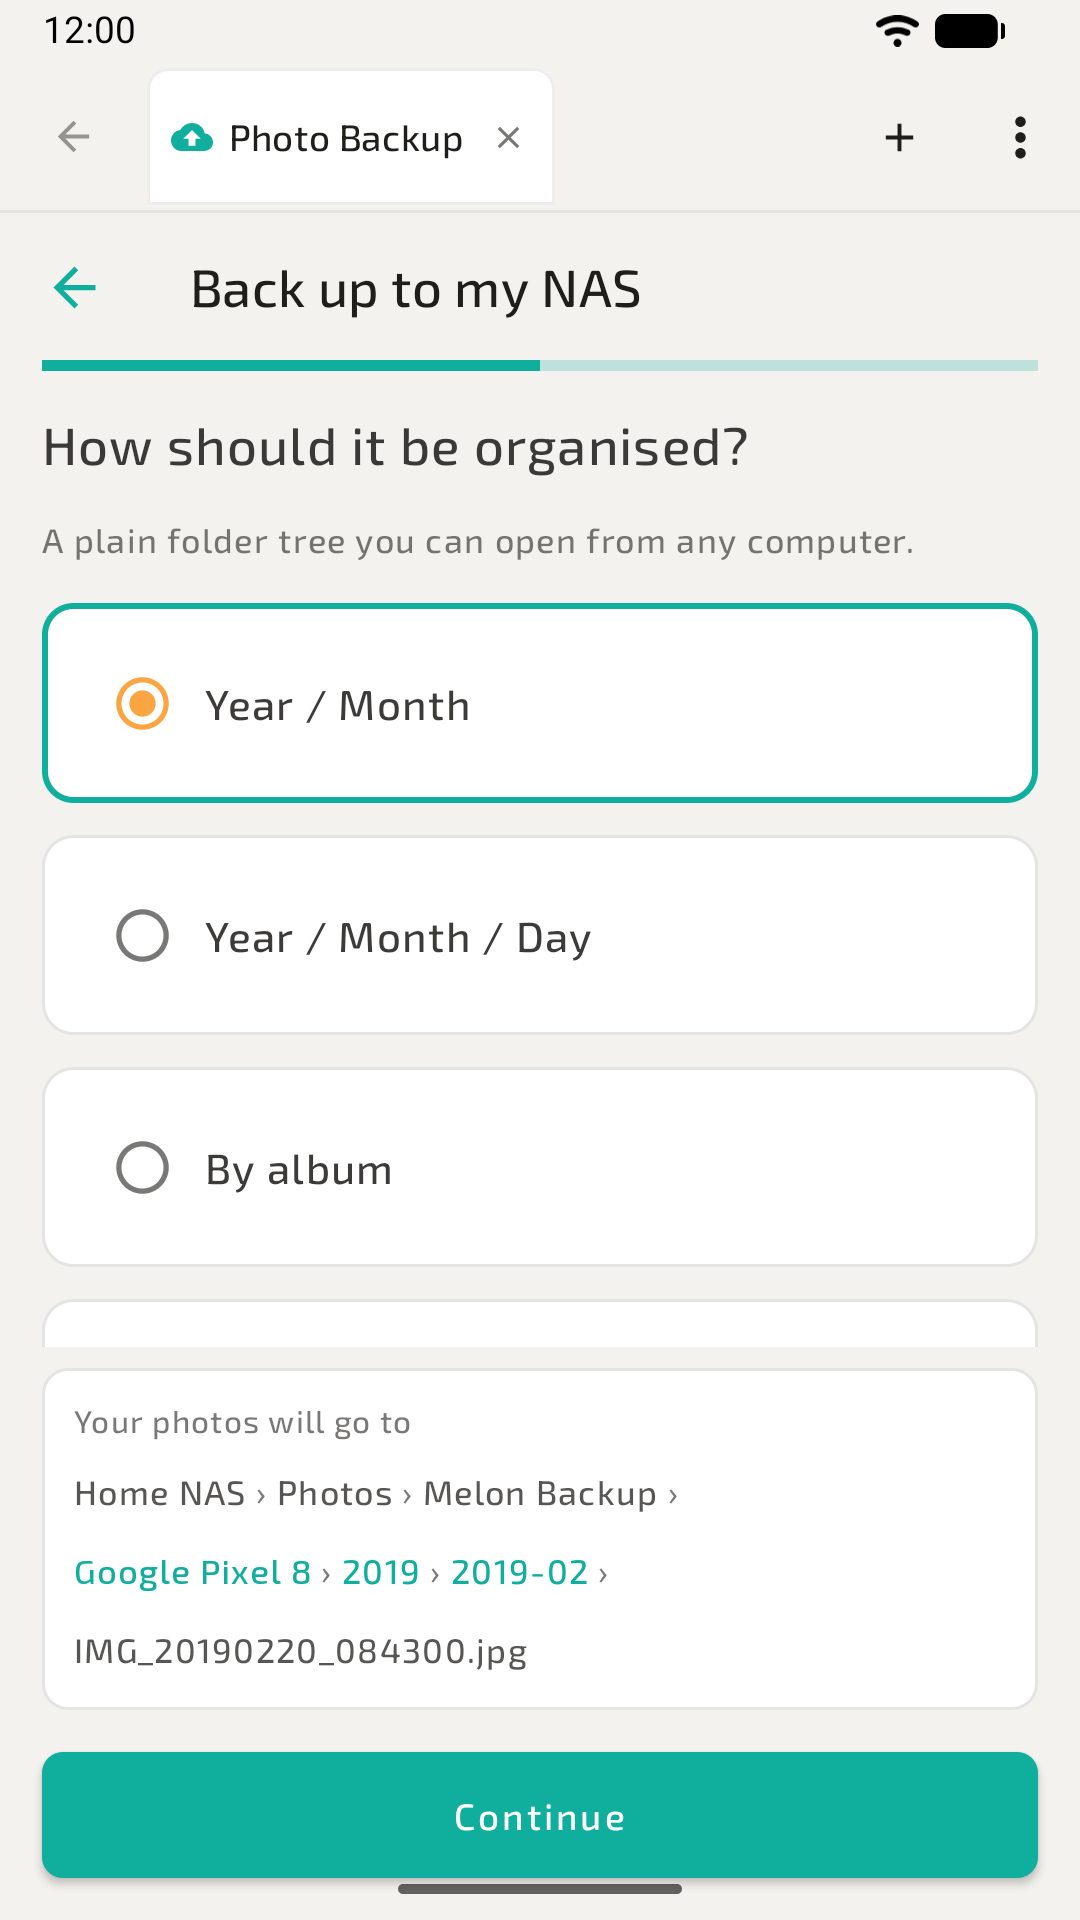 12:00
Photo Backup
Back up to my NAS
How should it be organised?
A plain folder tree you can open from any computer.
Year / Month
Year / Month / Day
By album
Your photos will go to
Home NAS › Photos › Melon Backup ›
Google Pixel 8 › 2019 › 2019-02 ›
IMG_20190220_084300.jpg
Continue